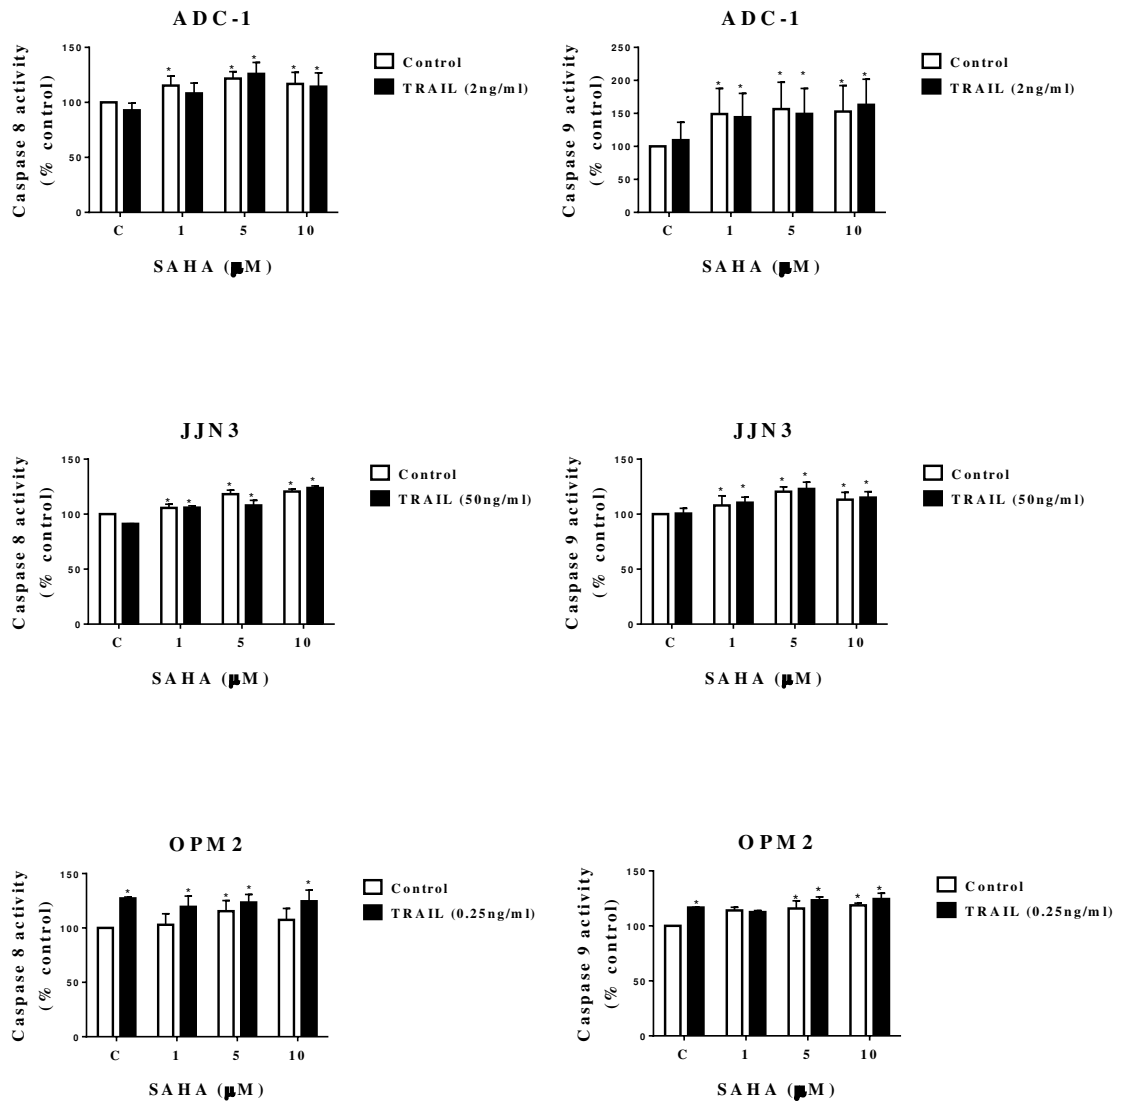 ADC-1
Caspase 8 activity
(% control)
150
100
50
0
* * * * *
C 1 5 10
SAHA (µM)
Control
TRAIL (2ng/ml)
ADC-1
Caspase 9 activity
(% control)
250
200
150
100
50
0
* * * * * *
C 1 5 10
SAHA (µM)
Control
TRAIL (2ng/ml)
JJN3
Caspase 8 activity
(% control)
150
100
50
0
* * * * * *
C 1 5 10
SAHA (µM)
Control
TRAIL (50ng/ml)
JJN3
Caspase 9 activity
(% control)
150
100
50
0
* * * * * *
C 1 5 10
SAHA (µM)
Control
TRAIL (50ng/ml)
OPM2
Caspase 8 activity
(% control)
150
100
50
0
* * * * *
C 1 5 10
SAHA (µM)
Control
TRAIL (0.25ng/ml)
OPM2
Caspase 9 activity
(% control)
150
100
50
0
* * * * *
C 1 5 10
SAHA (µM)
Control
TRAIL (0.25ng/ml)